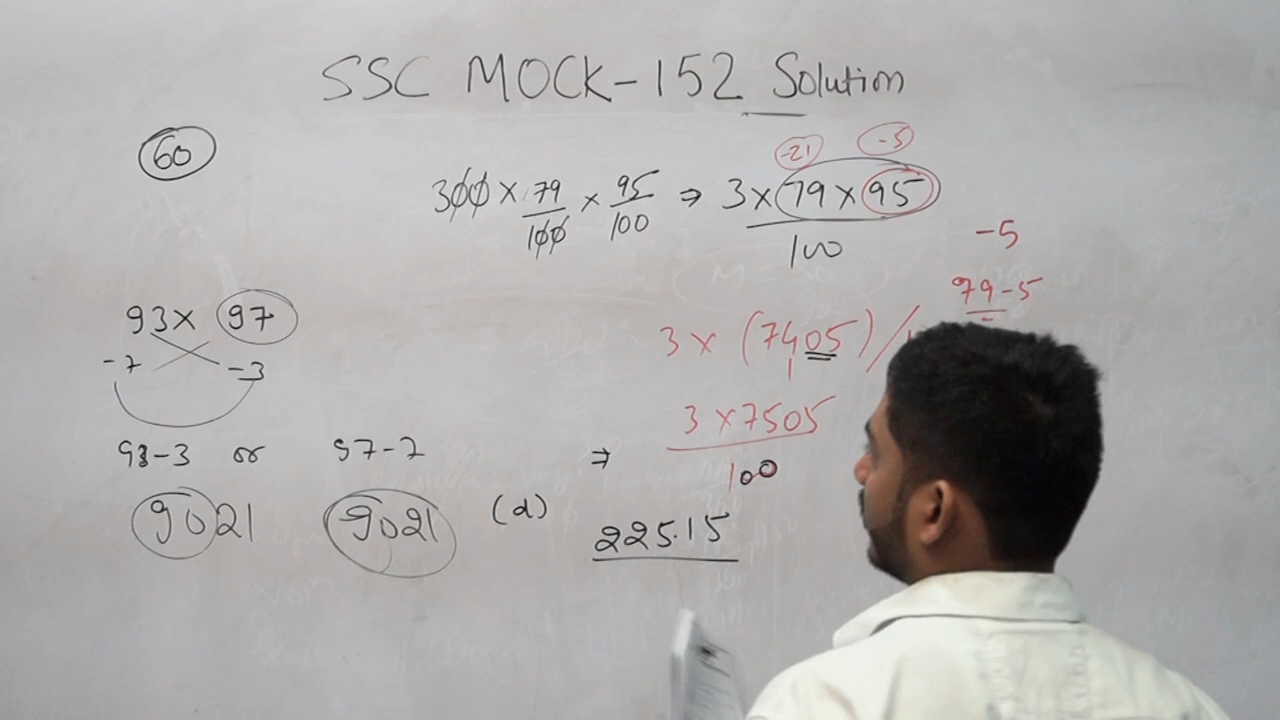 SSC MOCK-152 Solution
60
-21 -5
300 × 79/100 × 95/100 ⇒ 3×79×95/100
-5
79-5
93× 97
-7 -3
3 × (7405)/
1
3×7505/100
93-3 or 97-7
⇒
9021 9021 (d) 225.15